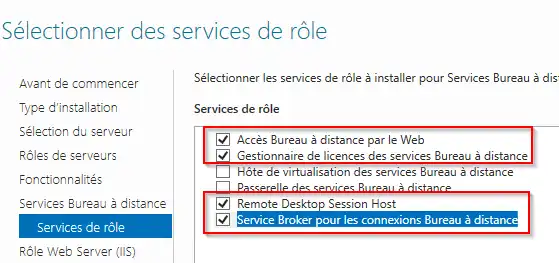 Sélectionner des services de rôle
Avant de commencer
Type d'installation
Sélection du serveur
Rôles de serveurs
Fonctionnalités
Services Bureau à distance
Services de rôle
Rôle Web Server (IIS)
Sélectionner les services de rôle à installer pour Services Bureau à dis
Services de rôle
Accès Bureau à distance par le Web
Gestionnaire de licences des services Bureau à distance
Hôte de virtualisation des services Bureau à distance
Passerelle des services Bureau à distance
Remote Desktop Session Host
Service Broker pour les connexions Bureau à distance